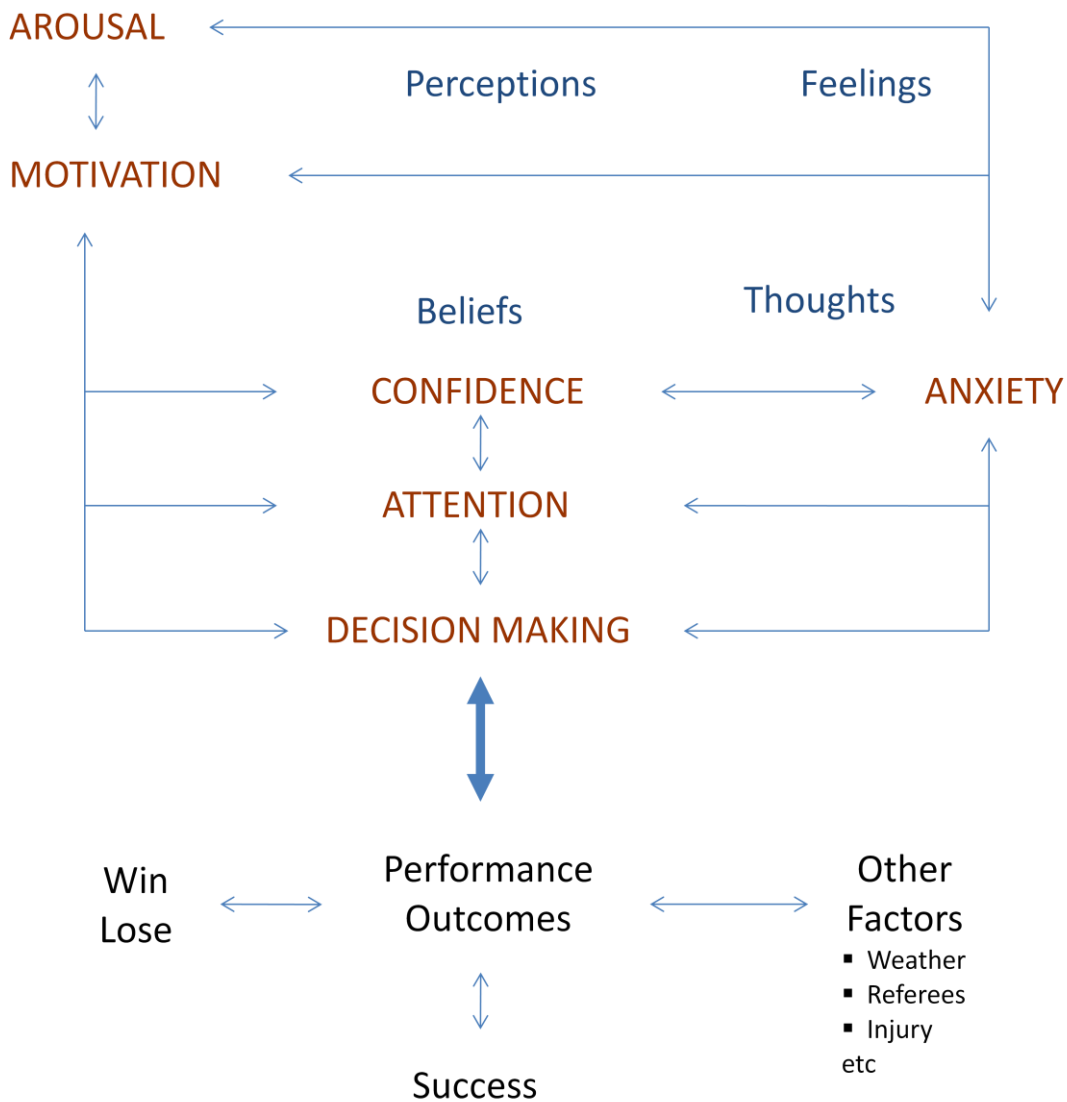 AROUSAL
Perceptions
Feelings
MOTIVATION
Beliefs
Thoughts
CONFIDENCE
ANXIETY
ATTENTION
DECISION MAKING
Win
Lose
Performance
Outcomes
Other
Factors
▪ Weather
▪ Referees
▪ Injury
etc
Success